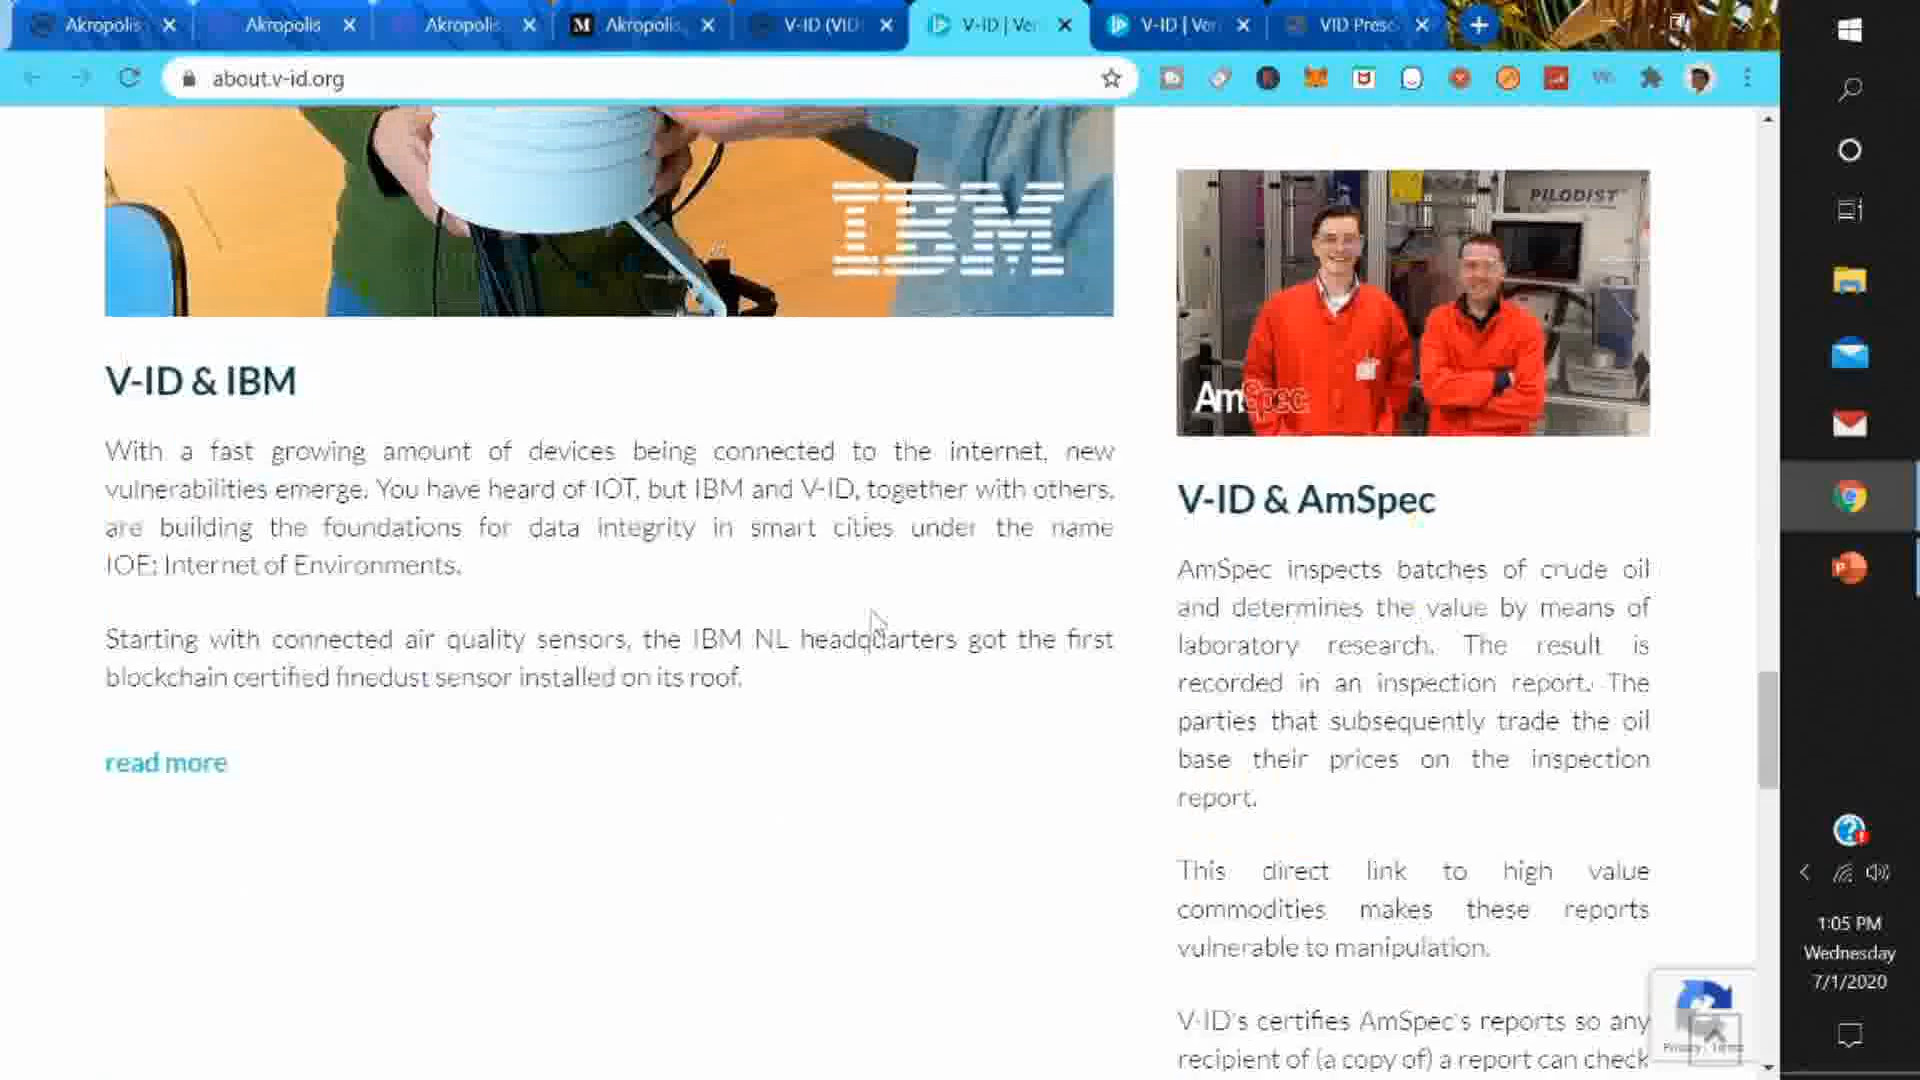 Akropolis
Akropolis
Akropolis
Akropolis
V-ID (VID
V-ID | Ver
V-ID | Ver
VID Prese
about.v-id.org
IBM
V-ID & IBM
With a fast growing amount of devices being connected to the internet, new
vulnerabilities emerge. You have heard of IOT, but IBM and V-ID, together with others,
are building the foundations for data integrity in smart cities under the name
IOE: Internet of Environments.
Starting with connected air quality sensors, the IBM NL headquarters got the first
blockchain certified finedust sensor installed on its roof.
read more
PILODIST
AmSpec
V-ID & AmSpec
AmSpec inspects batches of crude oil
and determines the value by means of
laboratory research. The result is
recorded in an inspection report. The
parties that subsequently trade the oil
base their prices on the inspection
report.
This direct link to high value
commodities makes these reports
vulnerable to manipulation.
V-ID's certifies AmSpec's reports so any
recipient of (a copy of) a report can check
Privacy - Terms
1:05 PM
Wednesday
7/1/2020